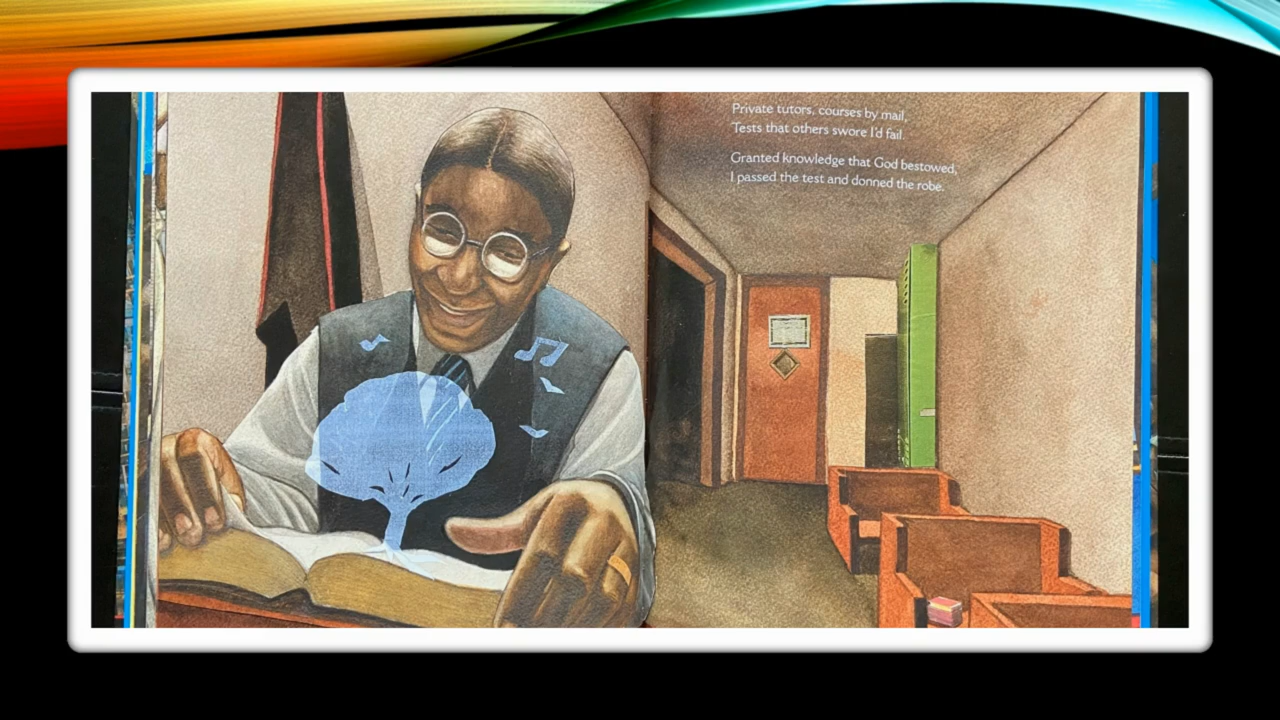 Private tutors, courses by mail,
Tests that others swore I'd fail.
Granted knowledge that God bestowed,
I passed the test and donned the robe.